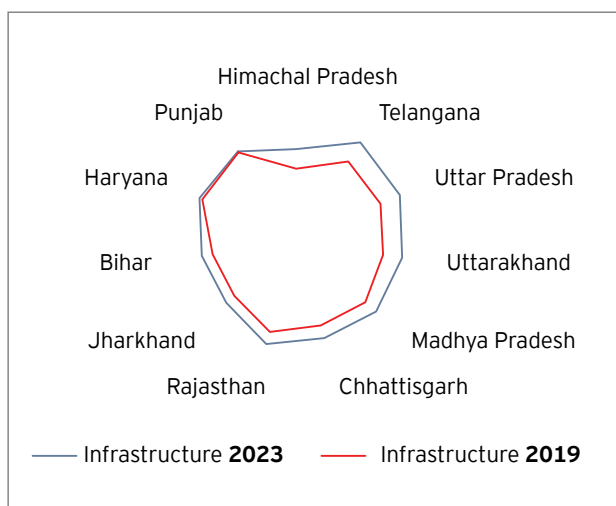 Himachal Pradesh
Punjab
Telangana
Haryana
Uttar Pradesh
Bihar
Uttarakhand
Jharkhand
Madhya Pradesh
Rajasthan
Chhattisgarh
Infrastructure 2023
Infrastructure 2019